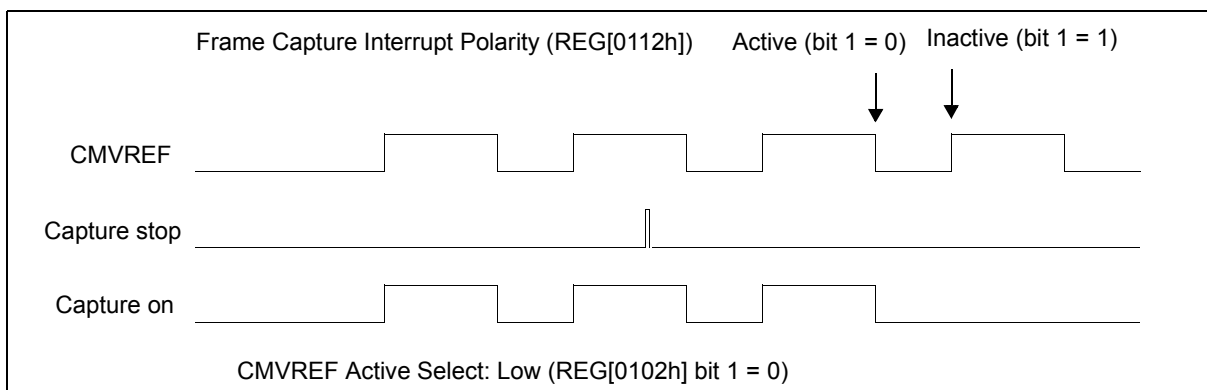 Frame Capture Interrupt Polarity (REG[0112h]) Active (bit 1 = 0) Inactive (bit 1 = 1)
CMVREF
Capture stop
Capture on
CMVREF Active Select: Low (REG[0102h] bit 1 = 0)